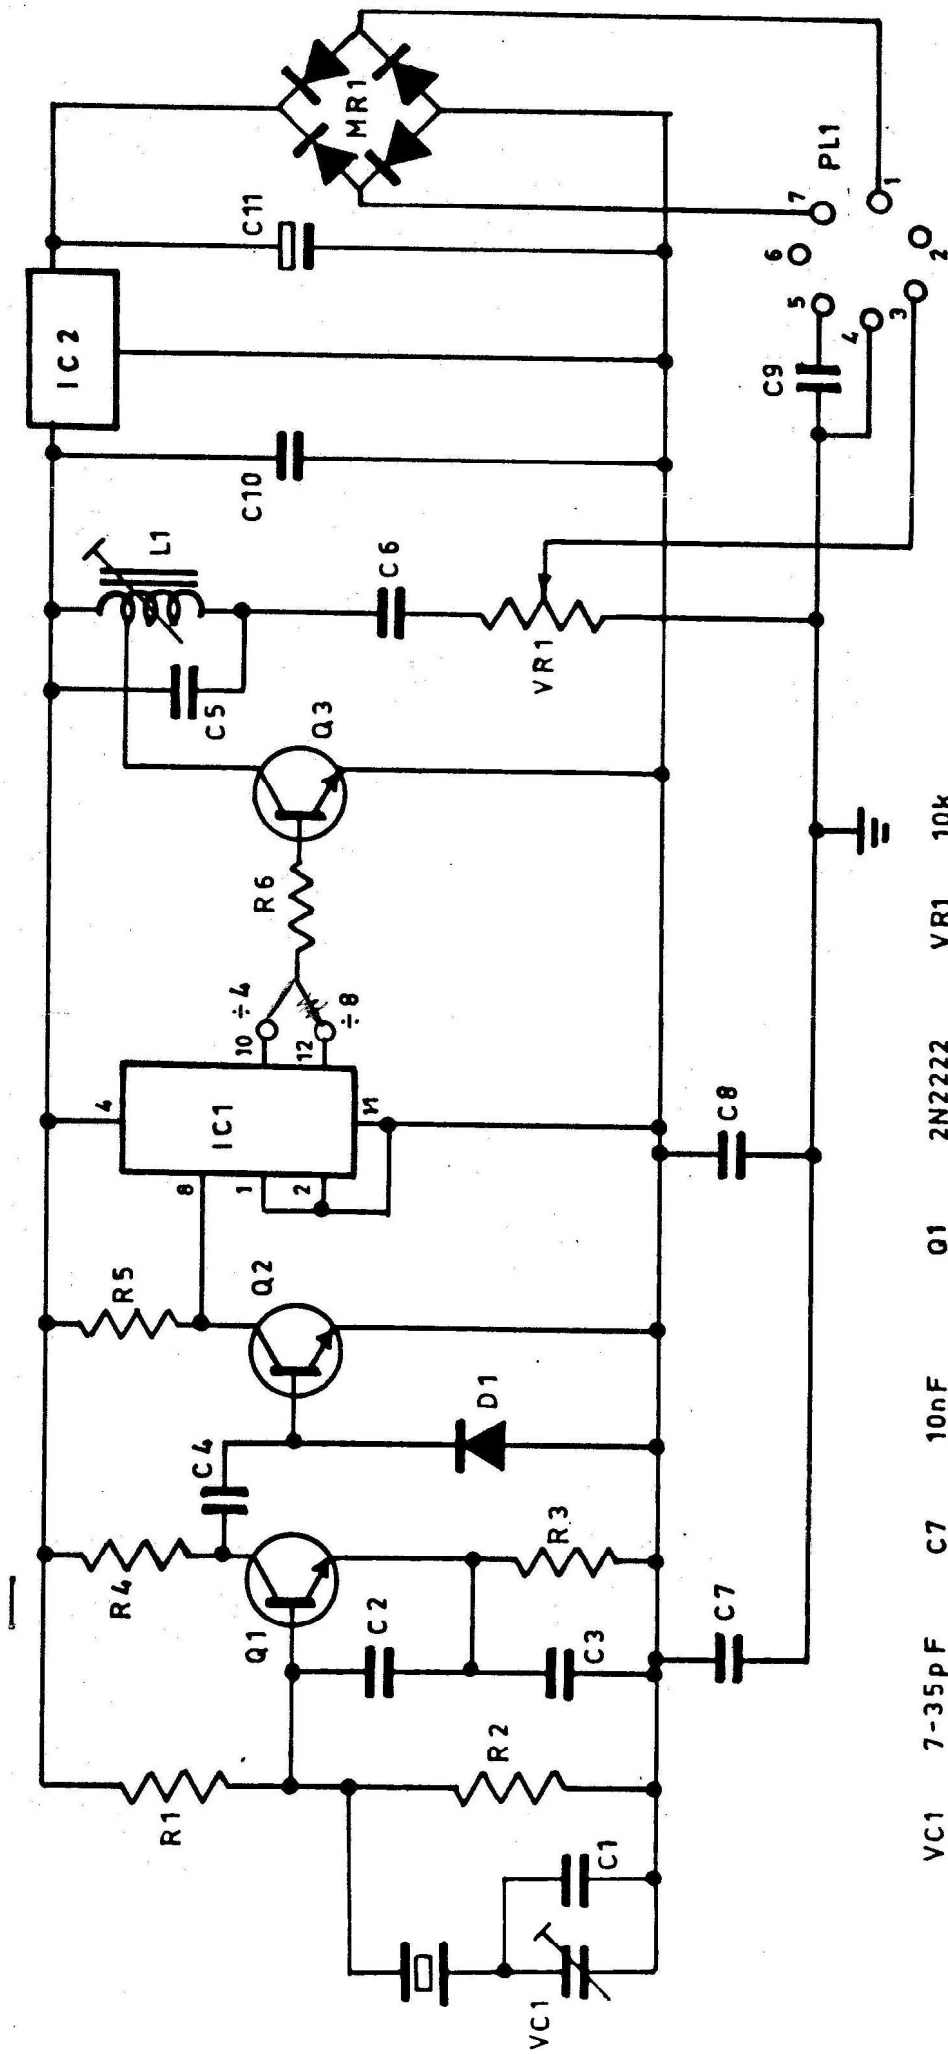 R1
R4
R5
4
IC1
8
1
2
11
10 ÷4
12 ÷8
R6
Q1
C4
Q2
Q3
C5
L1
IC 2
C10
C11
MR1
C6
VR1
VC1
C1
R2
C2
C3
R3
D1
C7
C8
C9
PL1
1
2
3
4
5
6
7
VC1 7-35pF C7 10nF Q1 2N2222 VR1 10k